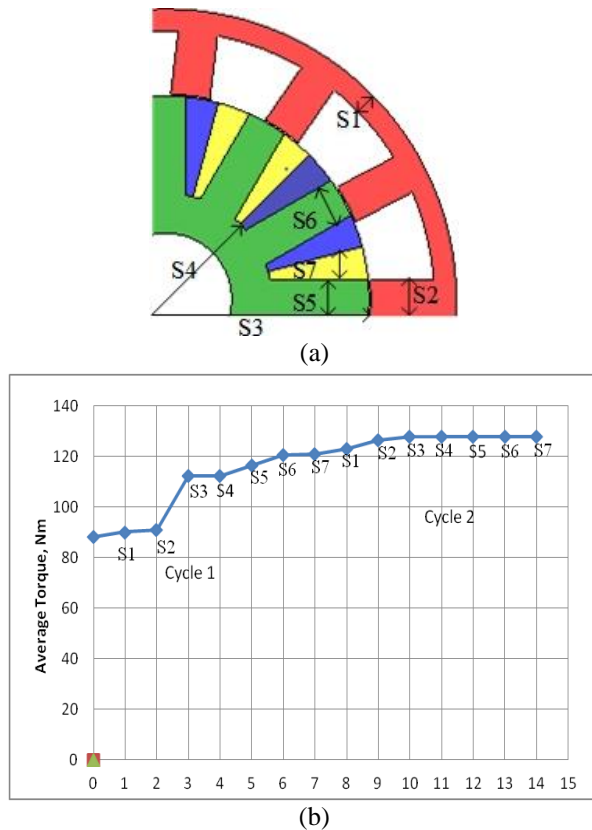 S1
S6
S4
S7
S2
S5
S3
(a)
140
120
100
80
60
40
20
0
Average Torque, Nm
S1
S2
S3
S4
S5
S6
S7
S1
S2
S3
S4
S5
S6
S7
Cycle 1
Cycle 2
0 1 2 3 4 5 6 7 8 9 10 11 12 13 14 15
(b)